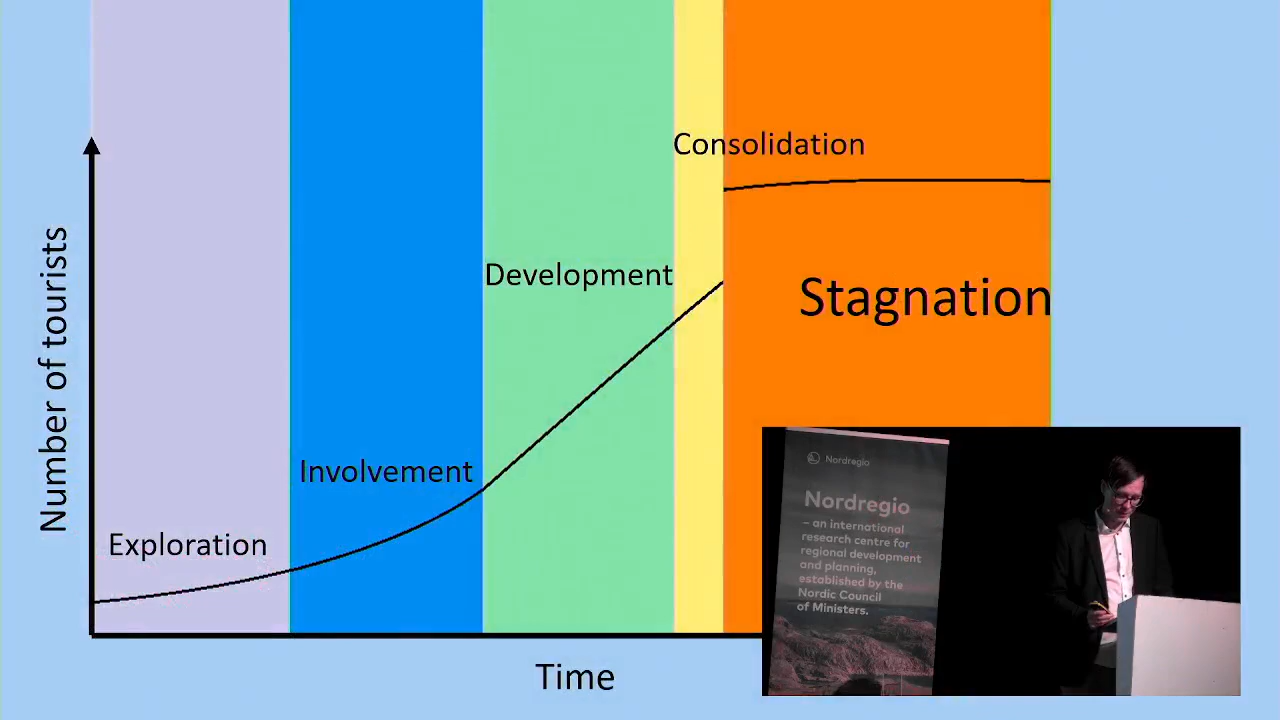 Consolidation
Development
Stagnation
Involvement
Exploration
Number of tourists
Time
Nordregio
Nordregio
– an international
research centre for
regional development
and planning,
established by the
Nordic Council
of Ministers.